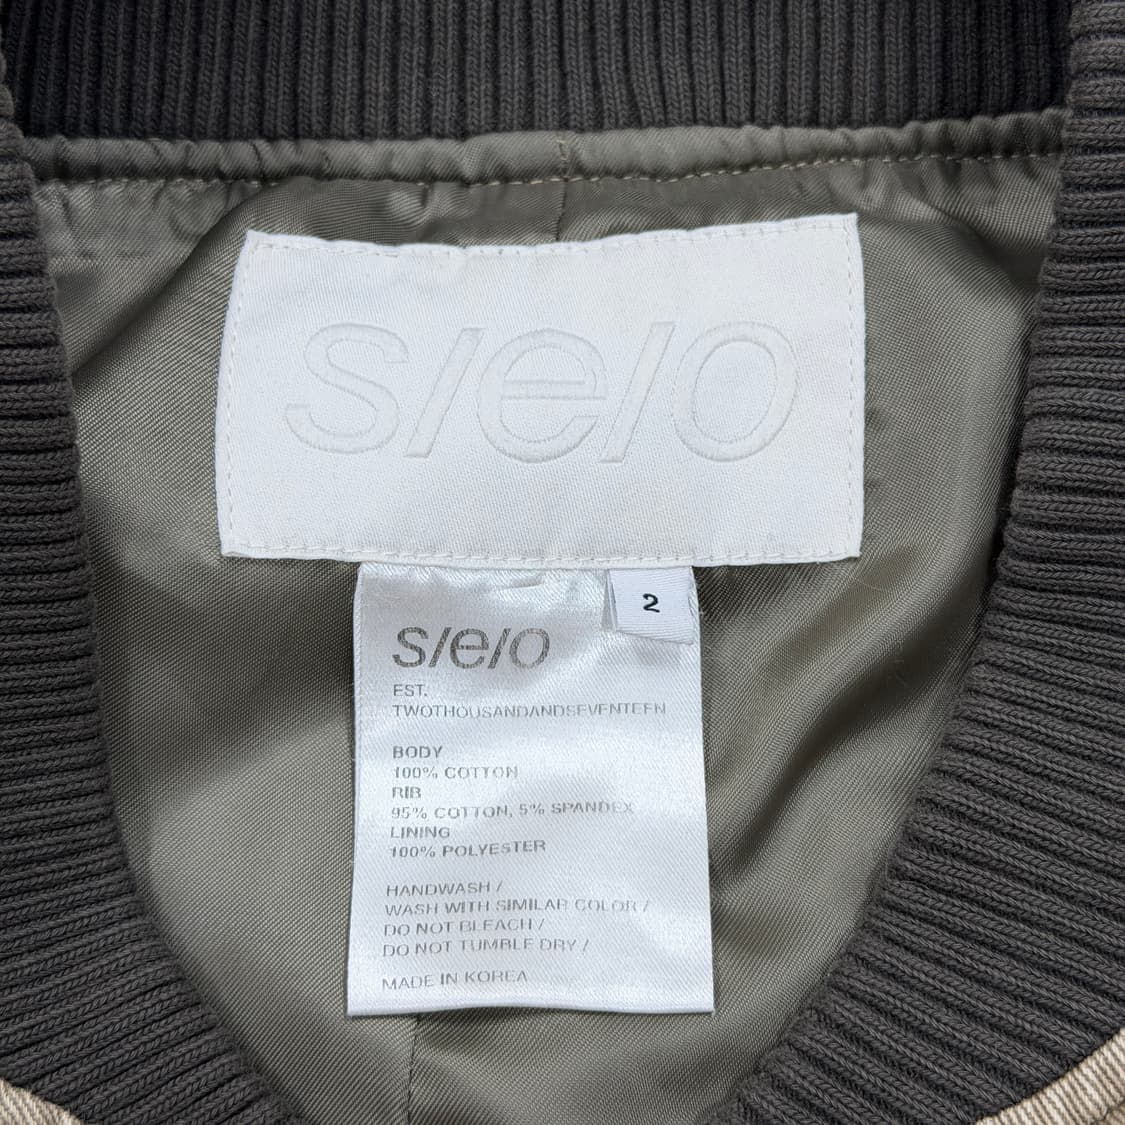 s/e/o
2
s/e/o
EST.
TWOTHOUSANDANDSEVENTEEN
BODY
100% COTTON
RIB
95% COTTON, 5% SPANDEX
LINING
100% POLYESTER
HANDWASH /
WASH WITH SIMILAR COLOR /
DO NOT BLEACH /
DO NOT TUMBLE DRY /
MADE IN KOREA